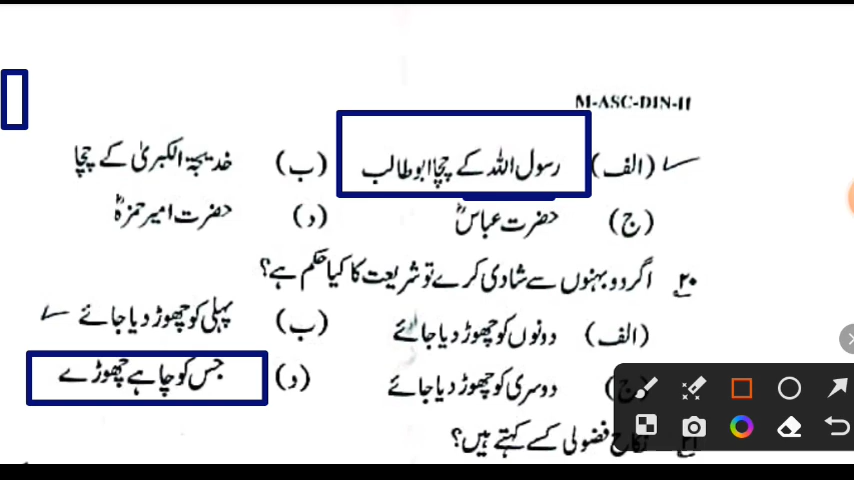 M-ASC-DIN-II
(الف) رسول اللہ کے چچا ابو طالب (ب) خدیجۃ الکبریٰ کے چچا
(ج) حضرت عباسؓ (د) حضرت امیر حمزہؓ
۲۰ اگر دو بہنوں سے شادی کرے تو شریعت کا کیا حکم ہے؟
(الف) دونوں کو چھوڑ دیا جائے (ب) پہلی کو چھوڑ دیا جائے
(ج) دوسری کو چھوڑ دیا جائے (د) جس کو چاہے چھوڑے
نکاح فضولی کسے کہتے ہیں؟